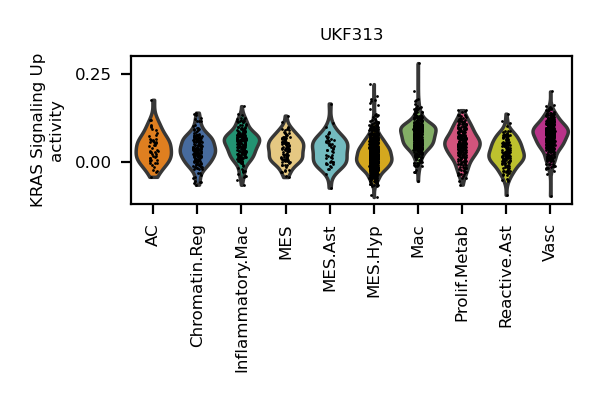 UKF313
KRAS Signaling Up
activity
0.25
0.00
AC
Chromatin.Reg
Inflammatory.Mac
MES
MES.Ast
MES.Hyp
Mac
Prolif.Metab
Reactive.Ast
Vasc